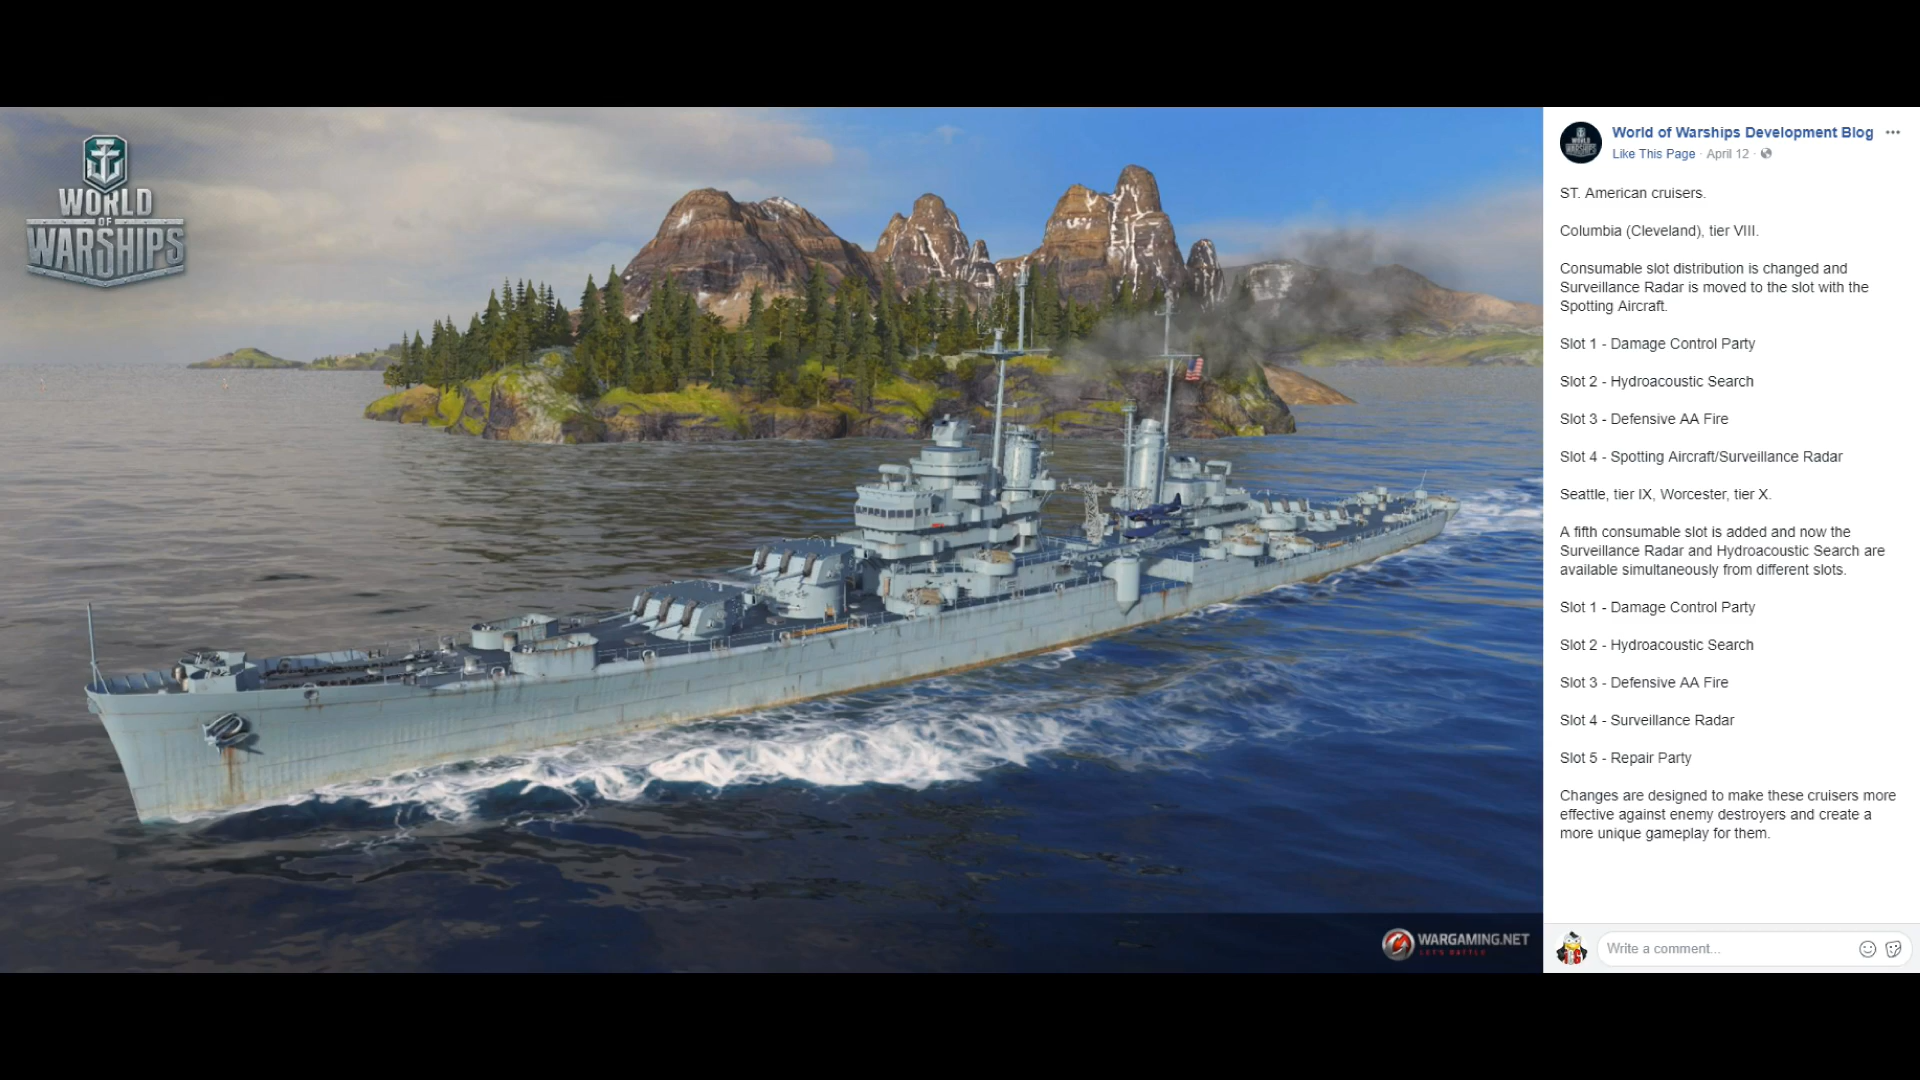 WORLD
OF
WARSHIPS
World of Warships Development Blog
Like This Page · April 12
ST. American cruisers.
Columbia (Cleveland), tier VIII.
Consumable slot distribution is changed and
Surveillance Radar is moved to the slot with the
Spotting Aircraft.
Slot 1 - Damage Control Party
Slot 2 - Hydroacoustic Search
Slot 3 - Defensive AA Fire
Slot 4 - Spotting Aircraft/Surveillance Radar
Seattle, tier IX, Worcester, tier X.
A fifth consumable slot is added and now the
Surveillance Radar and Hydroacoustic Search are
available simultaneously from different slots.
Slot 1 - Damage Control Party
Slot 2 - Hydroacoustic Search
Slot 3 - Defensive AA Fire
Slot 4 - Surveillance Radar
Slot 5 - Repair Party
Changes are designed to make these cruisers more
effective against enemy destroyers and create a
more unique gameplay for them.
WARGAMING.NET
LET'S BATTLE
Write a comment...